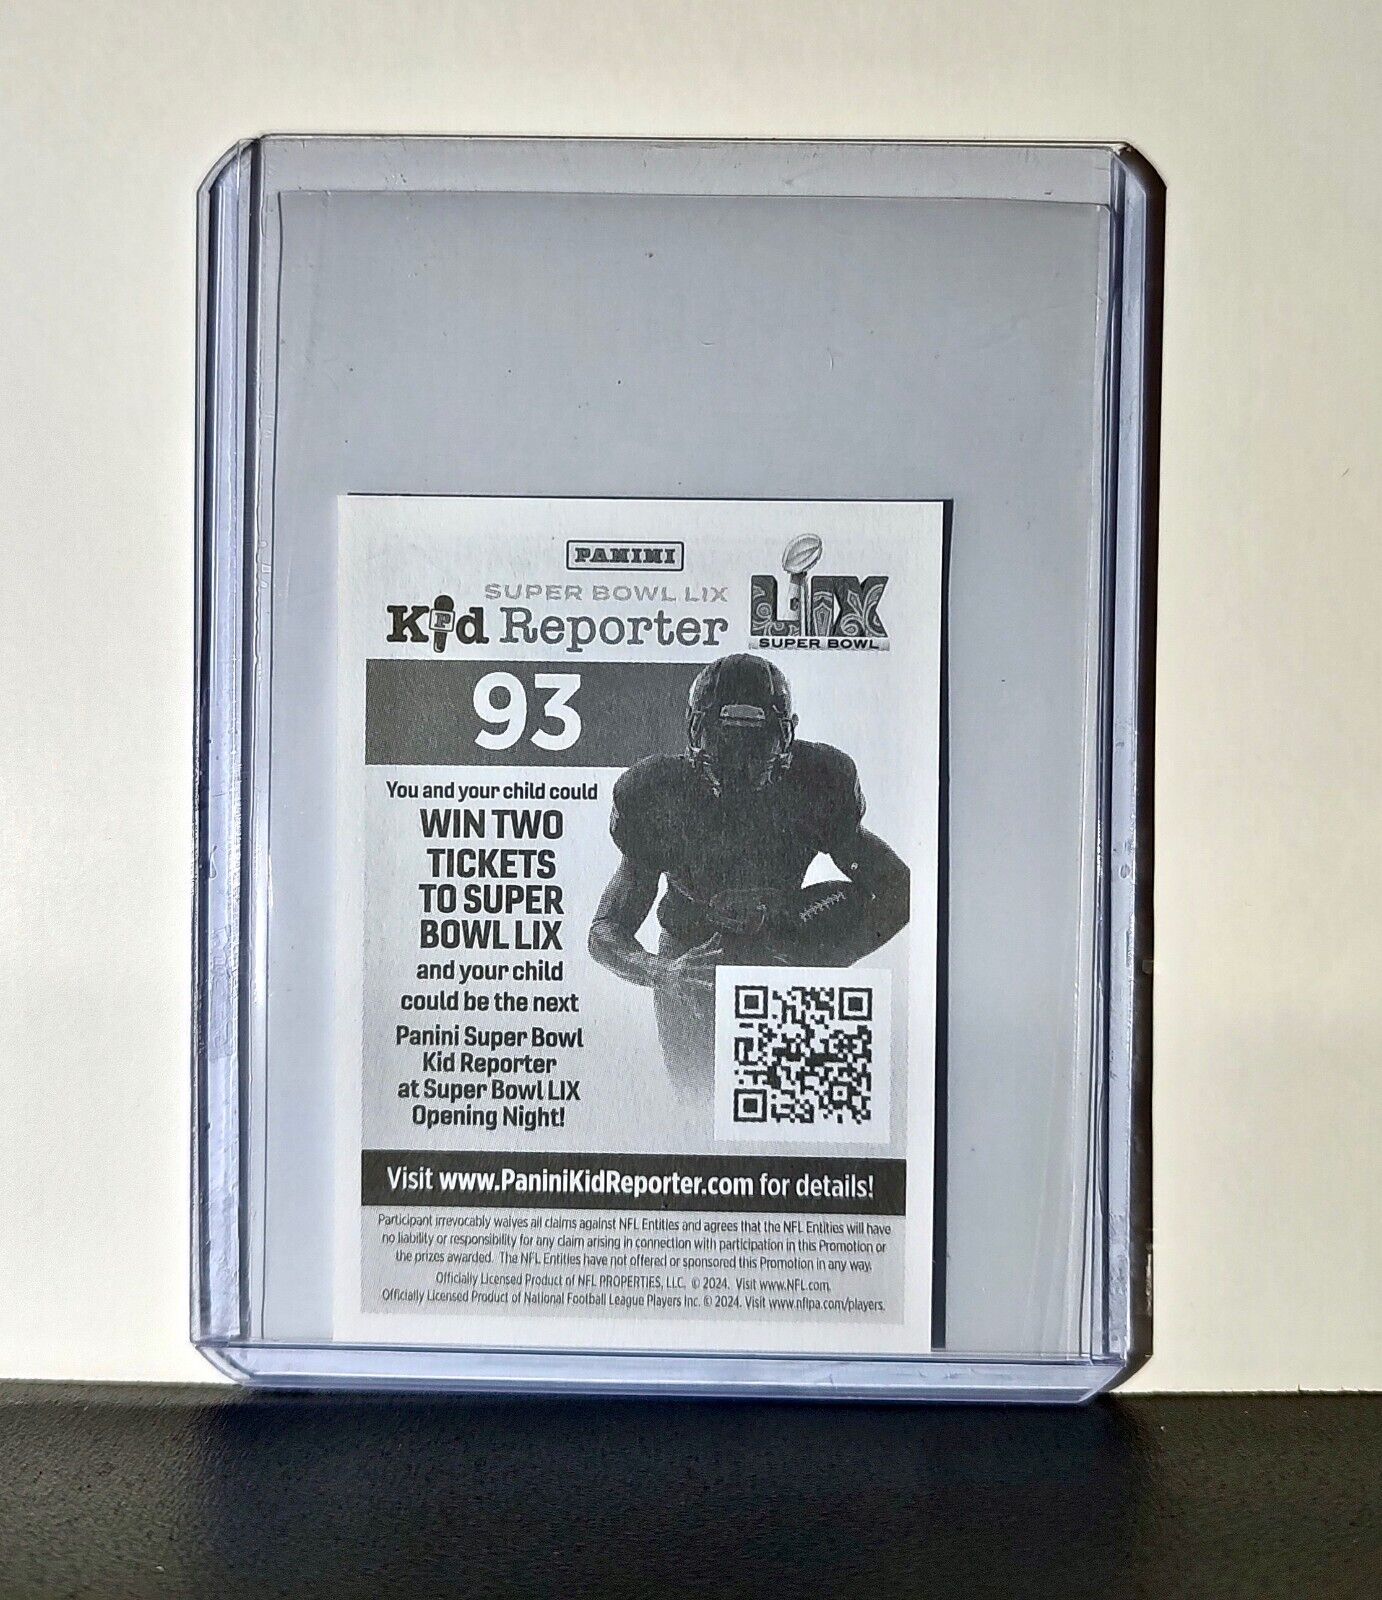 PANINI
SUPER BOWL LIX
Kid Reporter
LIX
SUPER BOWL
93
You and your child could
WIN TWO
TICKETS
TO SUPER
BOWL LIX
and your child
could be the next
Panini Super Bowl
Kid Reporter
at Super Bowl LIX
Opening Night!
Visit www.PaniniKidReporter.com for details!
Participant irrevocably waives all claims against NFL Entities and agrees that the NFL Entities will have
no liability or responsibility for any claim arising in connection with participation in this Promotion or
the prizes awarded. The NFL Entities have not offered or sponsored this Promotion in any way.
Officially Licensed Product of NFL PROPERTIES, LLC. © 2024. Visit www.NFL.com.
Officially Licensed Product of National Football League Players Inc. © 2024. Visit www.nflpa.com/players.